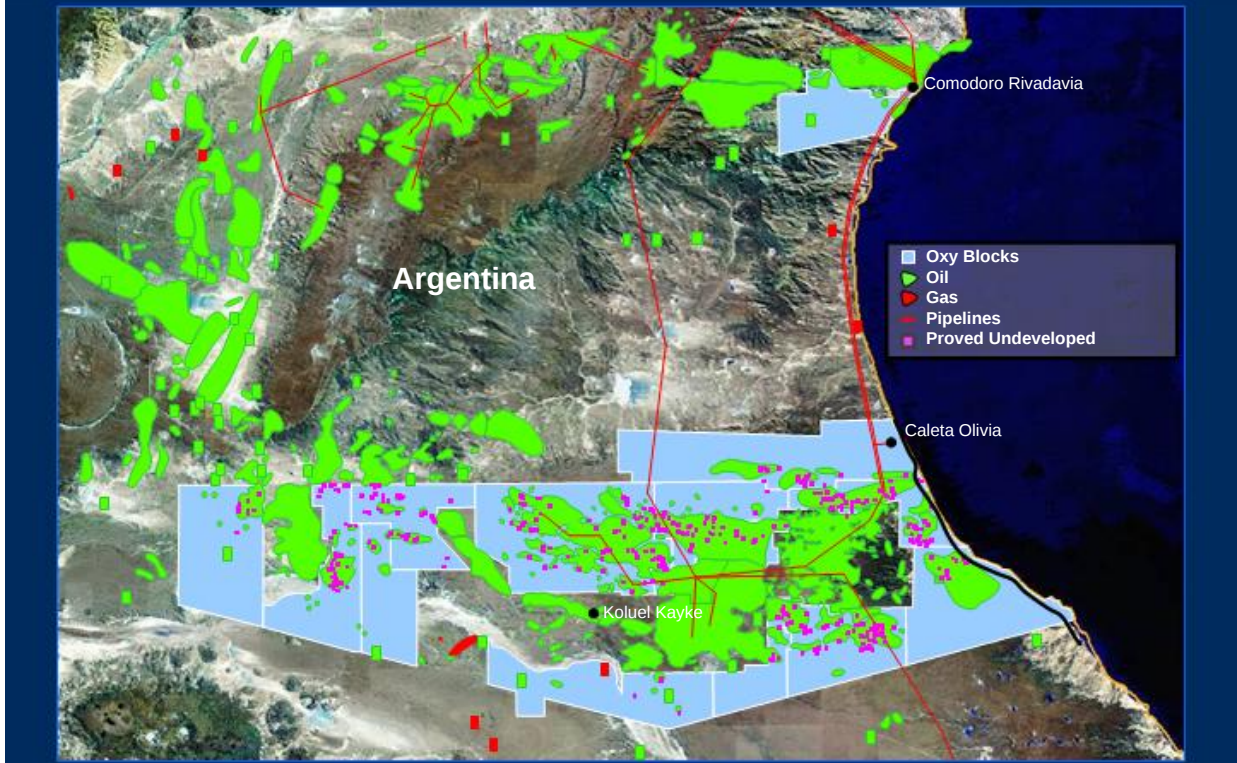 Comodoro Rivadavia
Argentina
Oxy Blocks
Oil
Gas
Pipelines
Proved Undeveloped
Caleta Olivia
Koluel Kayke